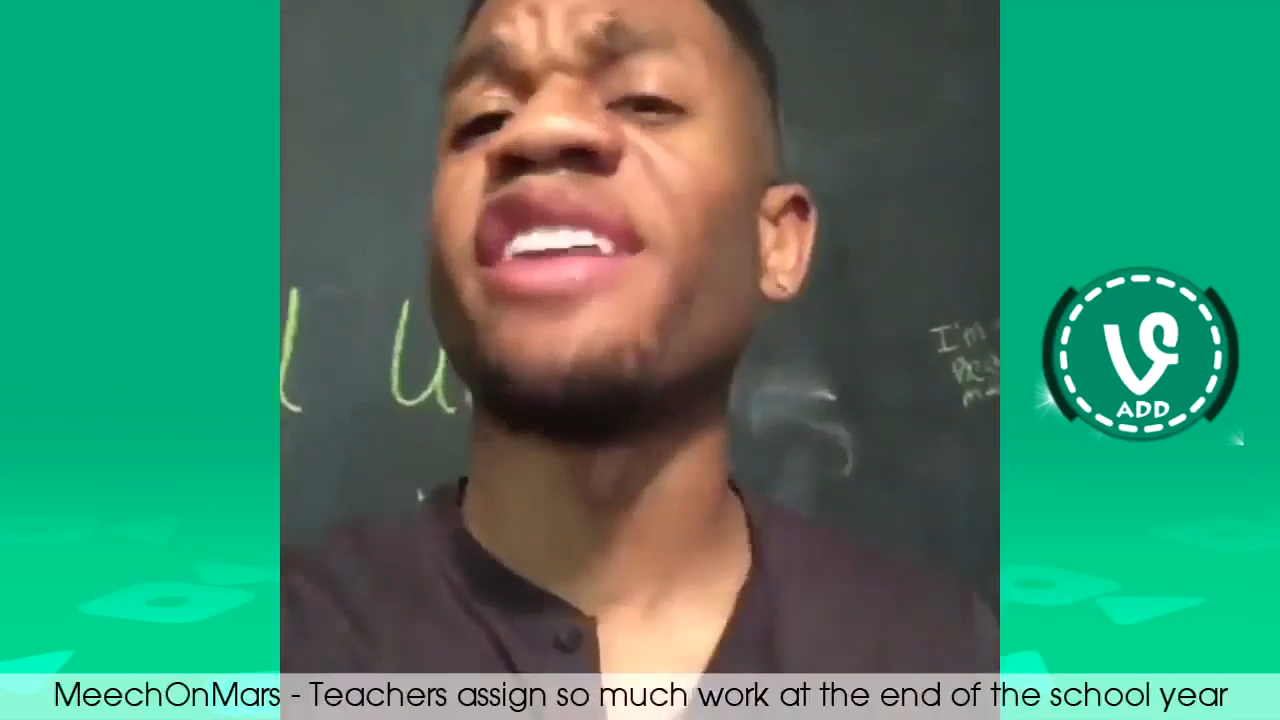 I'm
ADD
MeechOnMars - Teachers assign so much work at the end of the school year